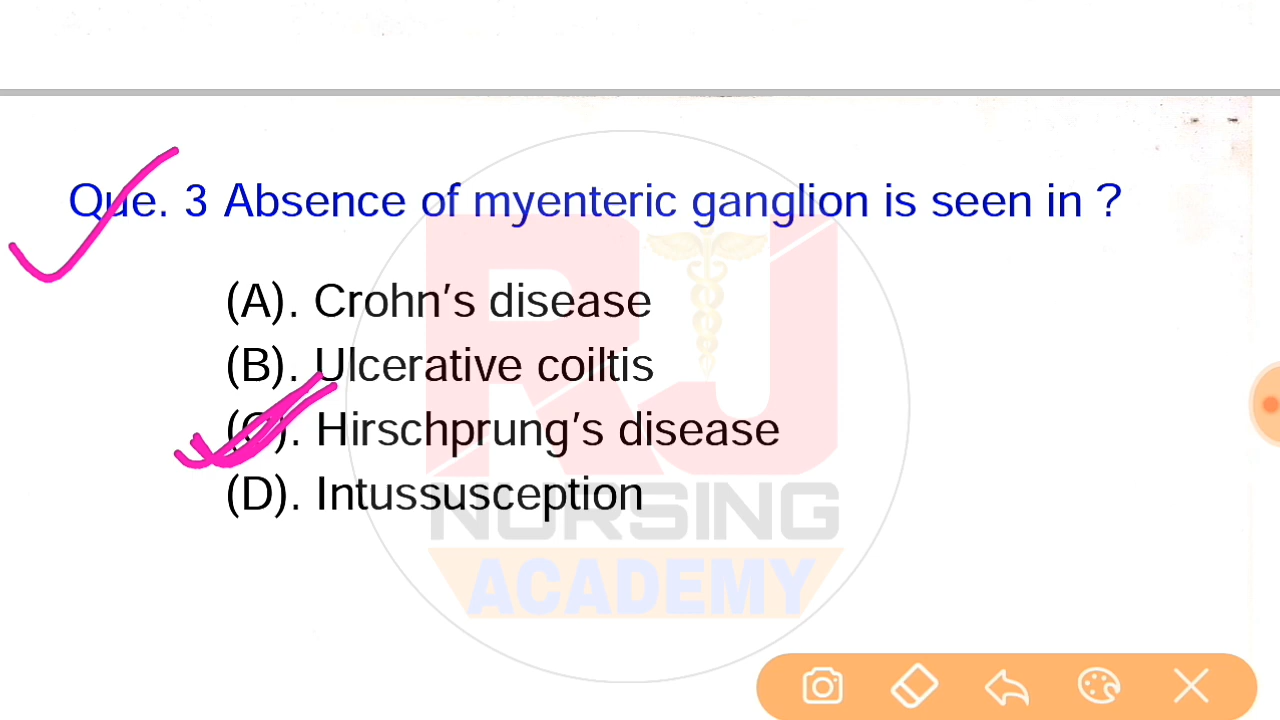 Que. 3 Absence of myenteric ganglion is seen in ?
(A). Crohn's disease
(B). Ulcerative coiltis
(C). Hirschprung's disease
(D). Intussusception
RJ
NURSING
ACADEMY